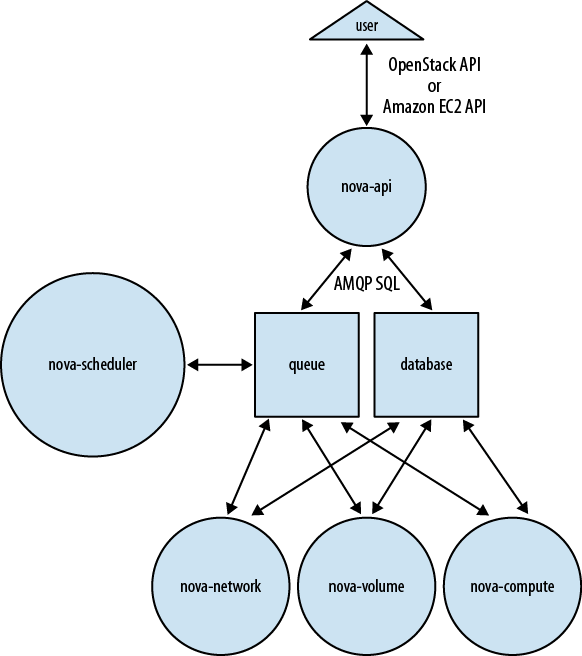 user
OpenStack API
or
Amazon EC2 API
nova-api
AMQP SQL
nova-scheduler
queue
database
nova-network
nova-volume
nova-compute